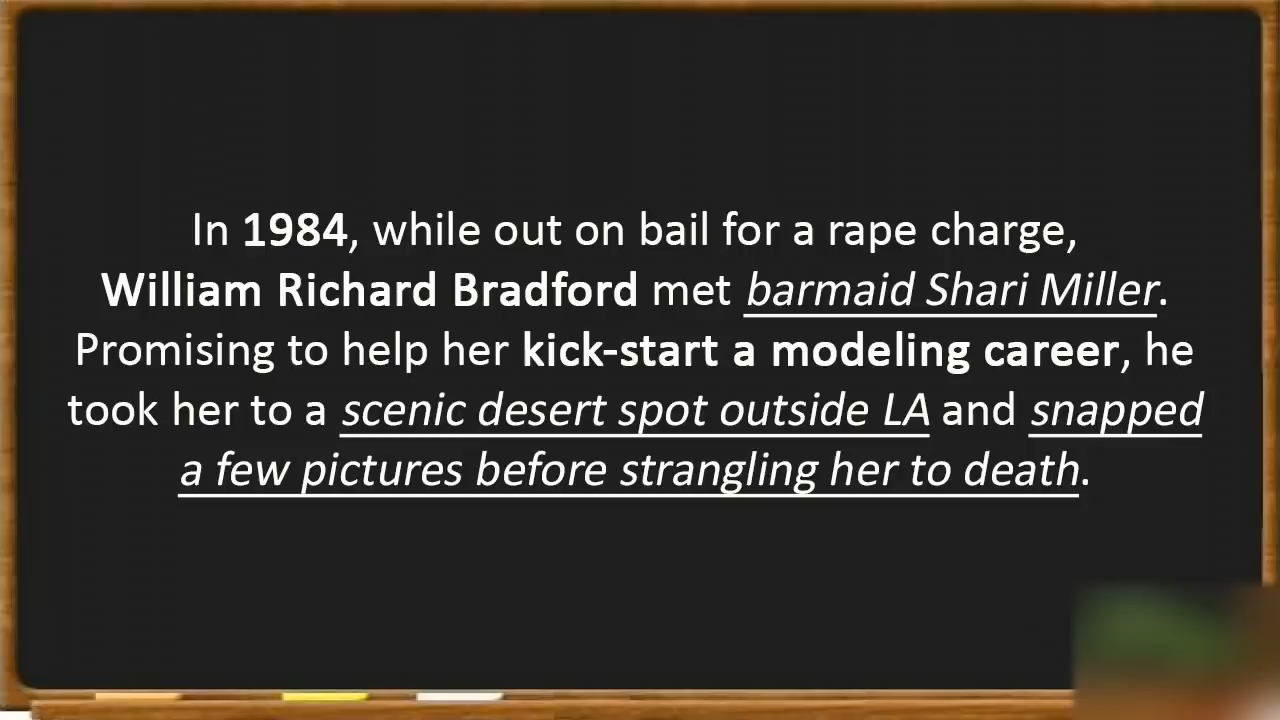 In 1984, while out on bail for a rape charge,
William Richard Bradford met barmaid Shari Miller.
Promising to help her kick-start a modeling career, he
took her to a scenic desert spot outside LA and snapped
a few pictures before strangling her to death.